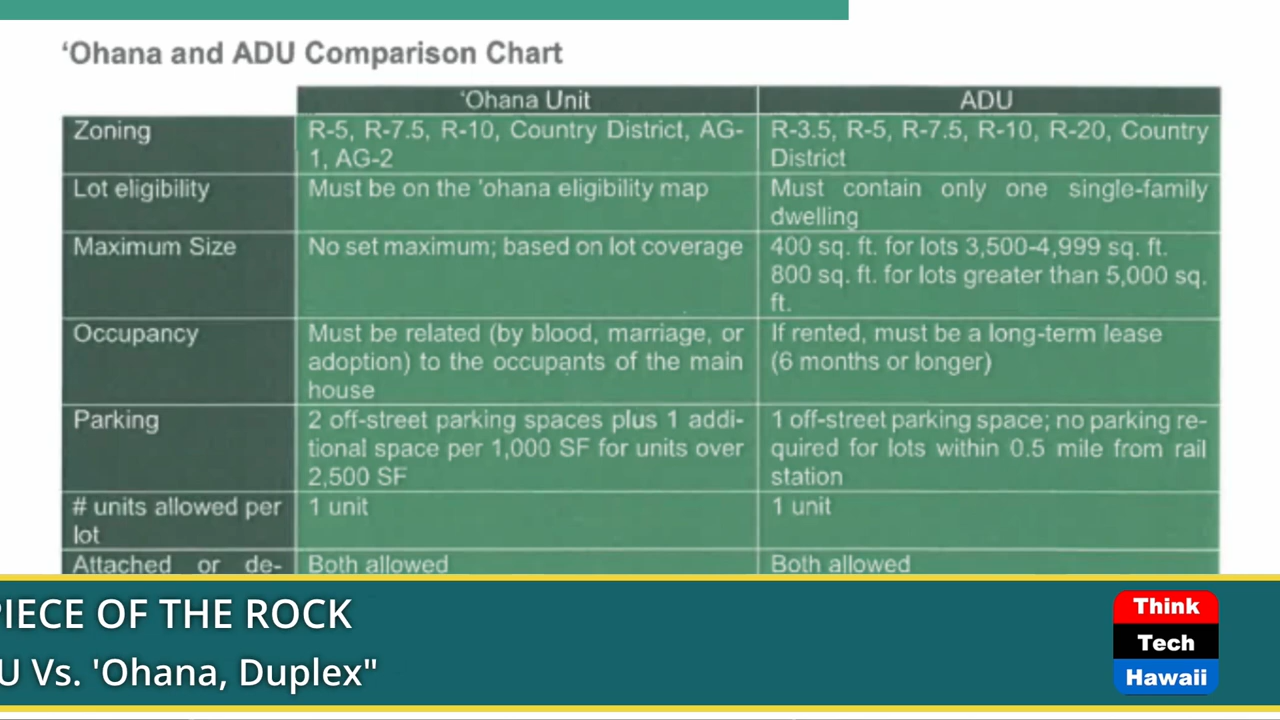 ‘Ohana and ADU Comparison Chart
‘Ohana Unit
ADU
Zoning
R-5, R-7.5, R-10, Country District, AG-
1, AG-2
R-3.5, R-5, R-7.5, R-10, R-20, Country
District
Lot eligibility
Must be on the 'ohana eligibility map
Must contain only one single-family
dwelling
Maximum Size
No set maximum; based on lot coverage
400 sq. ft. for lots 3,500-4,999 sq. ft.
800 sq. ft. for lots greater than 5,000 sq.
ft.
Occupancy
Must be related (by blood, marriage, or
adoption) to the occupants of the main
house
If rented, must be a long-term lease
(6 months or longer)
Parking
2 off-street parking spaces plus 1 addi-
tional space per 1,000 SF for units over
2,500 SF
1 off-street parking space; no parking re-
quired for lots within 0.5 mile from rail
station
# units allowed per
lot
1 unit
1 unit
Attached or de-
Both allowed
Both allowed
PIECE OF THE ROCK
U Vs. 'Ohana, Duplex"
Think
Tech
Hawaii